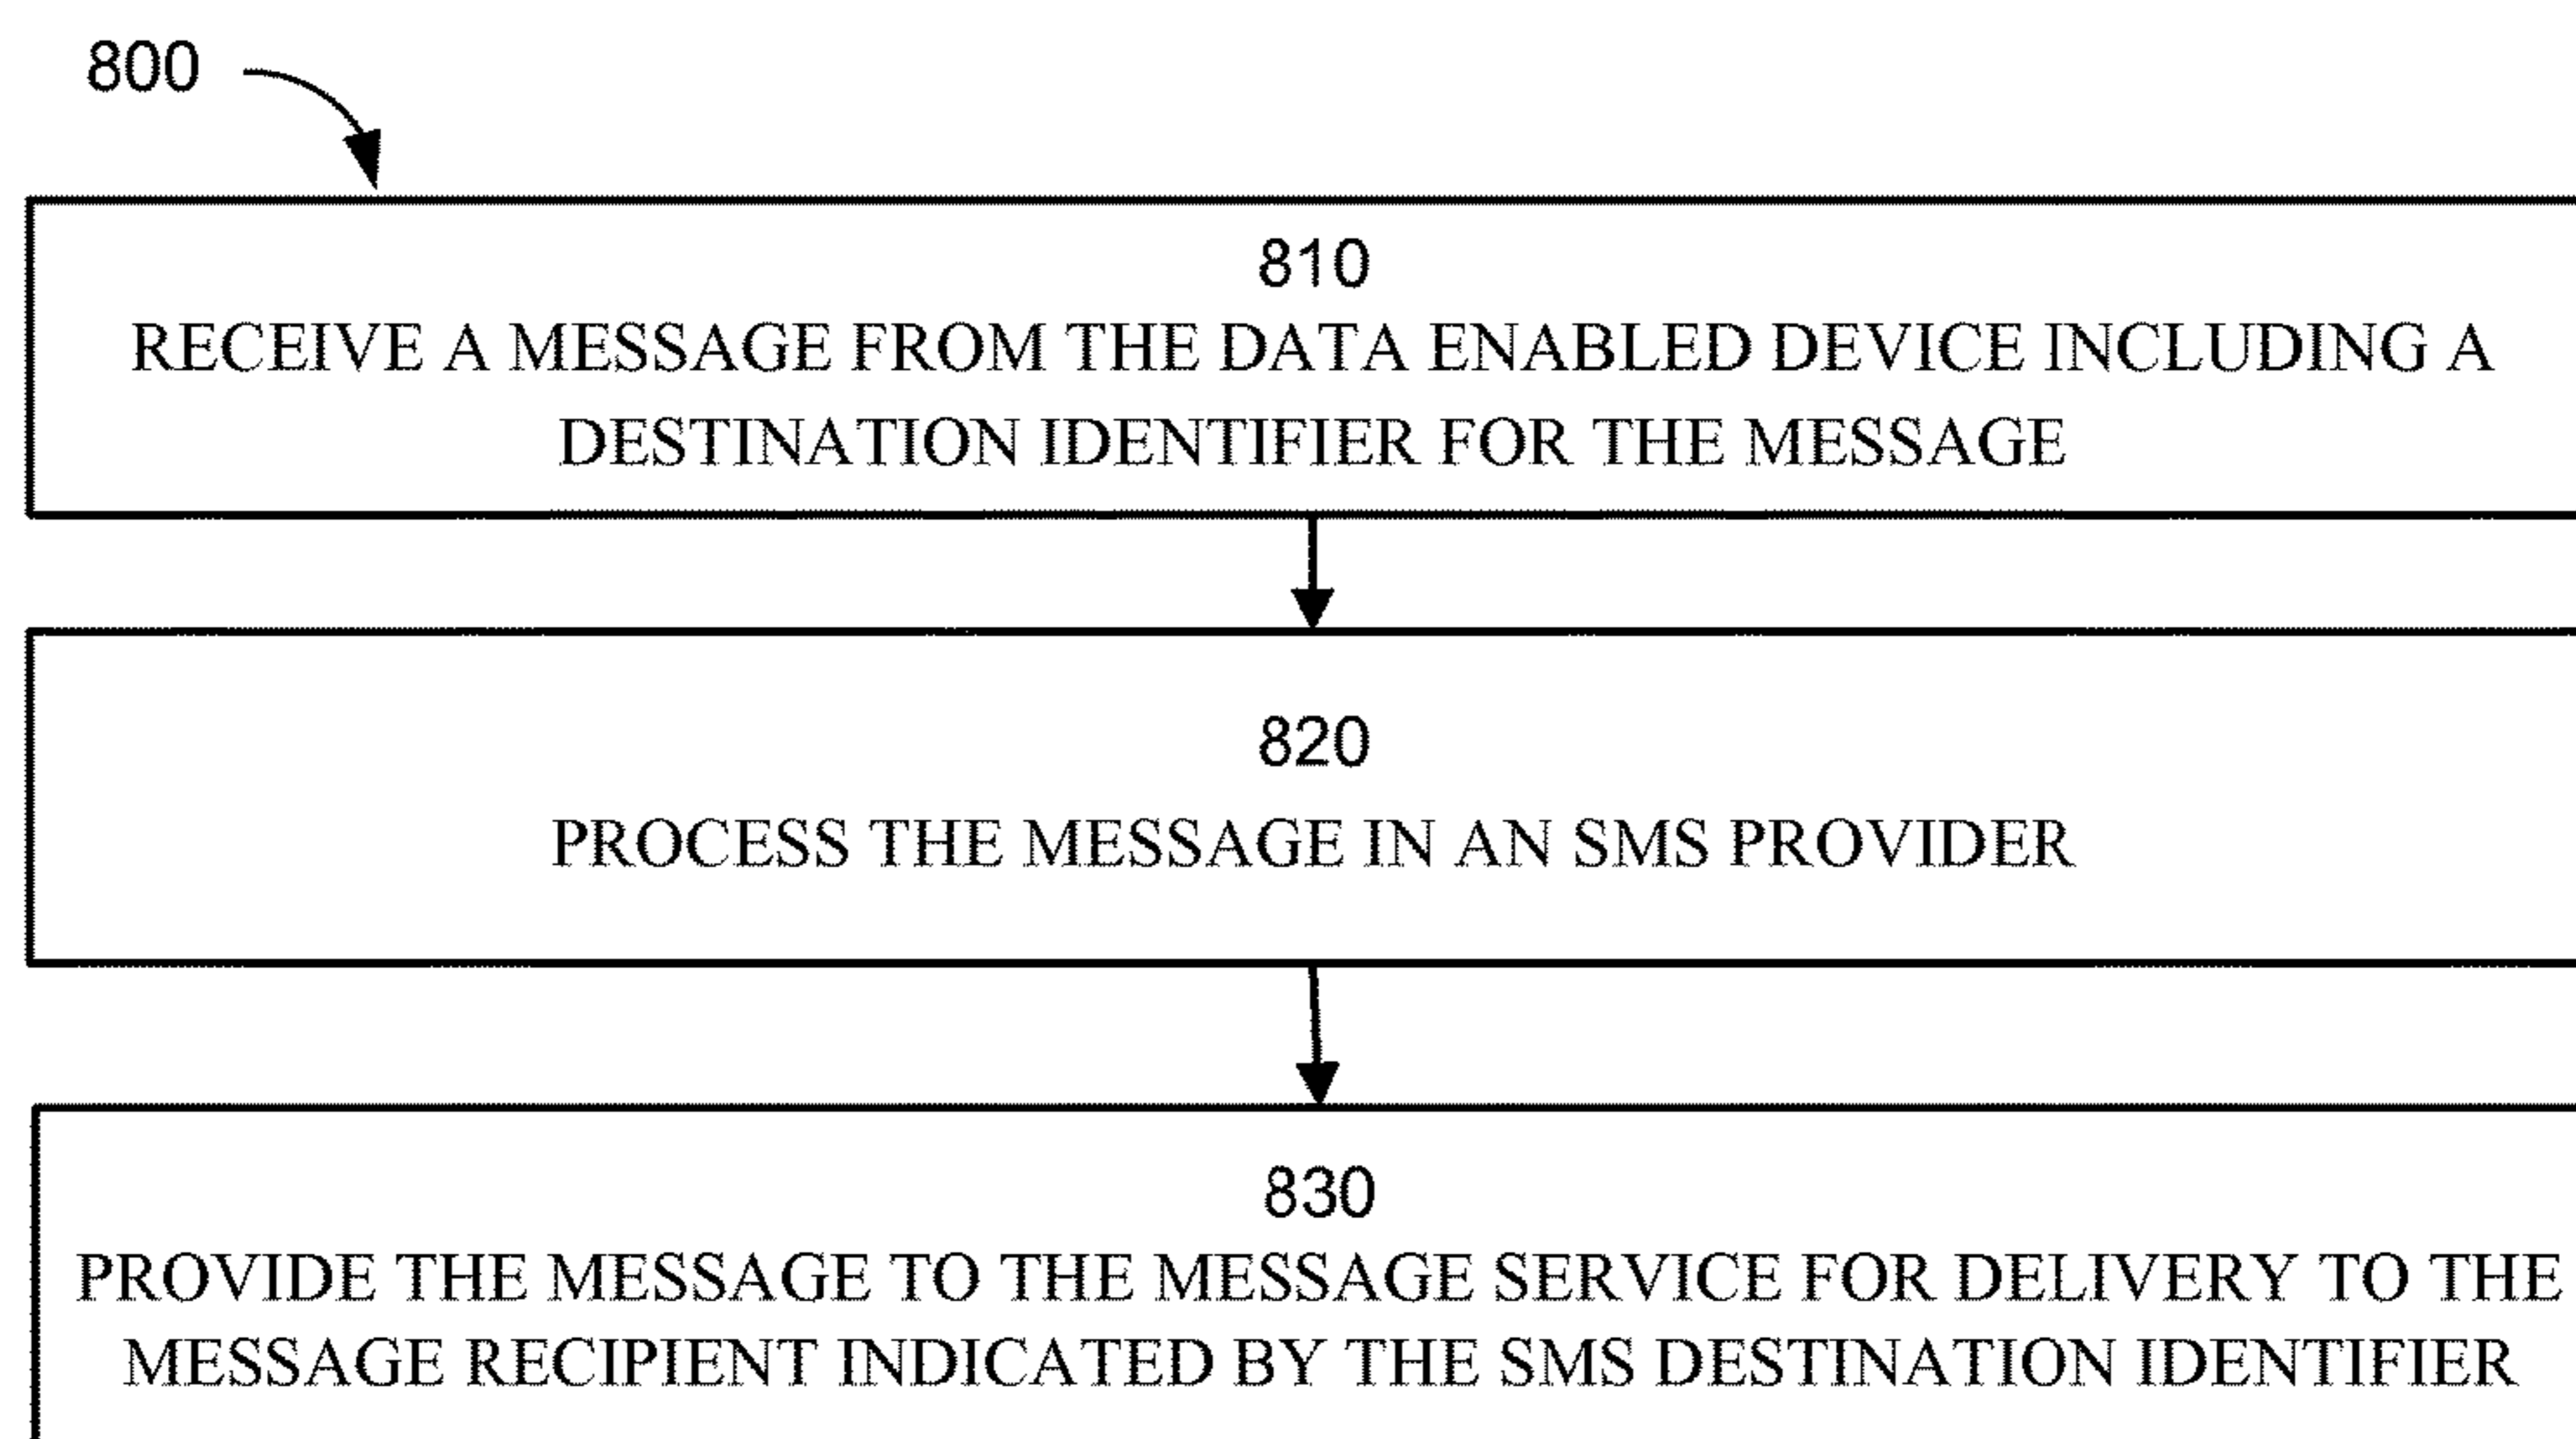 800
810
RECEIVE A MESSAGE FROM THE DATA ENABLED DEVICE INCLUDING A
DESTINATION IDENTIFIER FOR THE MESSAGE
820
PROCESS THE MESSAGE IN AN SMS PROVIDER
830
PROVIDE THE MESSAGE TO THE MESSAGE SERVICE FOR DELIVERY TO THE
MESSAGE RECIPIENT INDICATED BY THE SMS DESTINATION IDENTIFIER